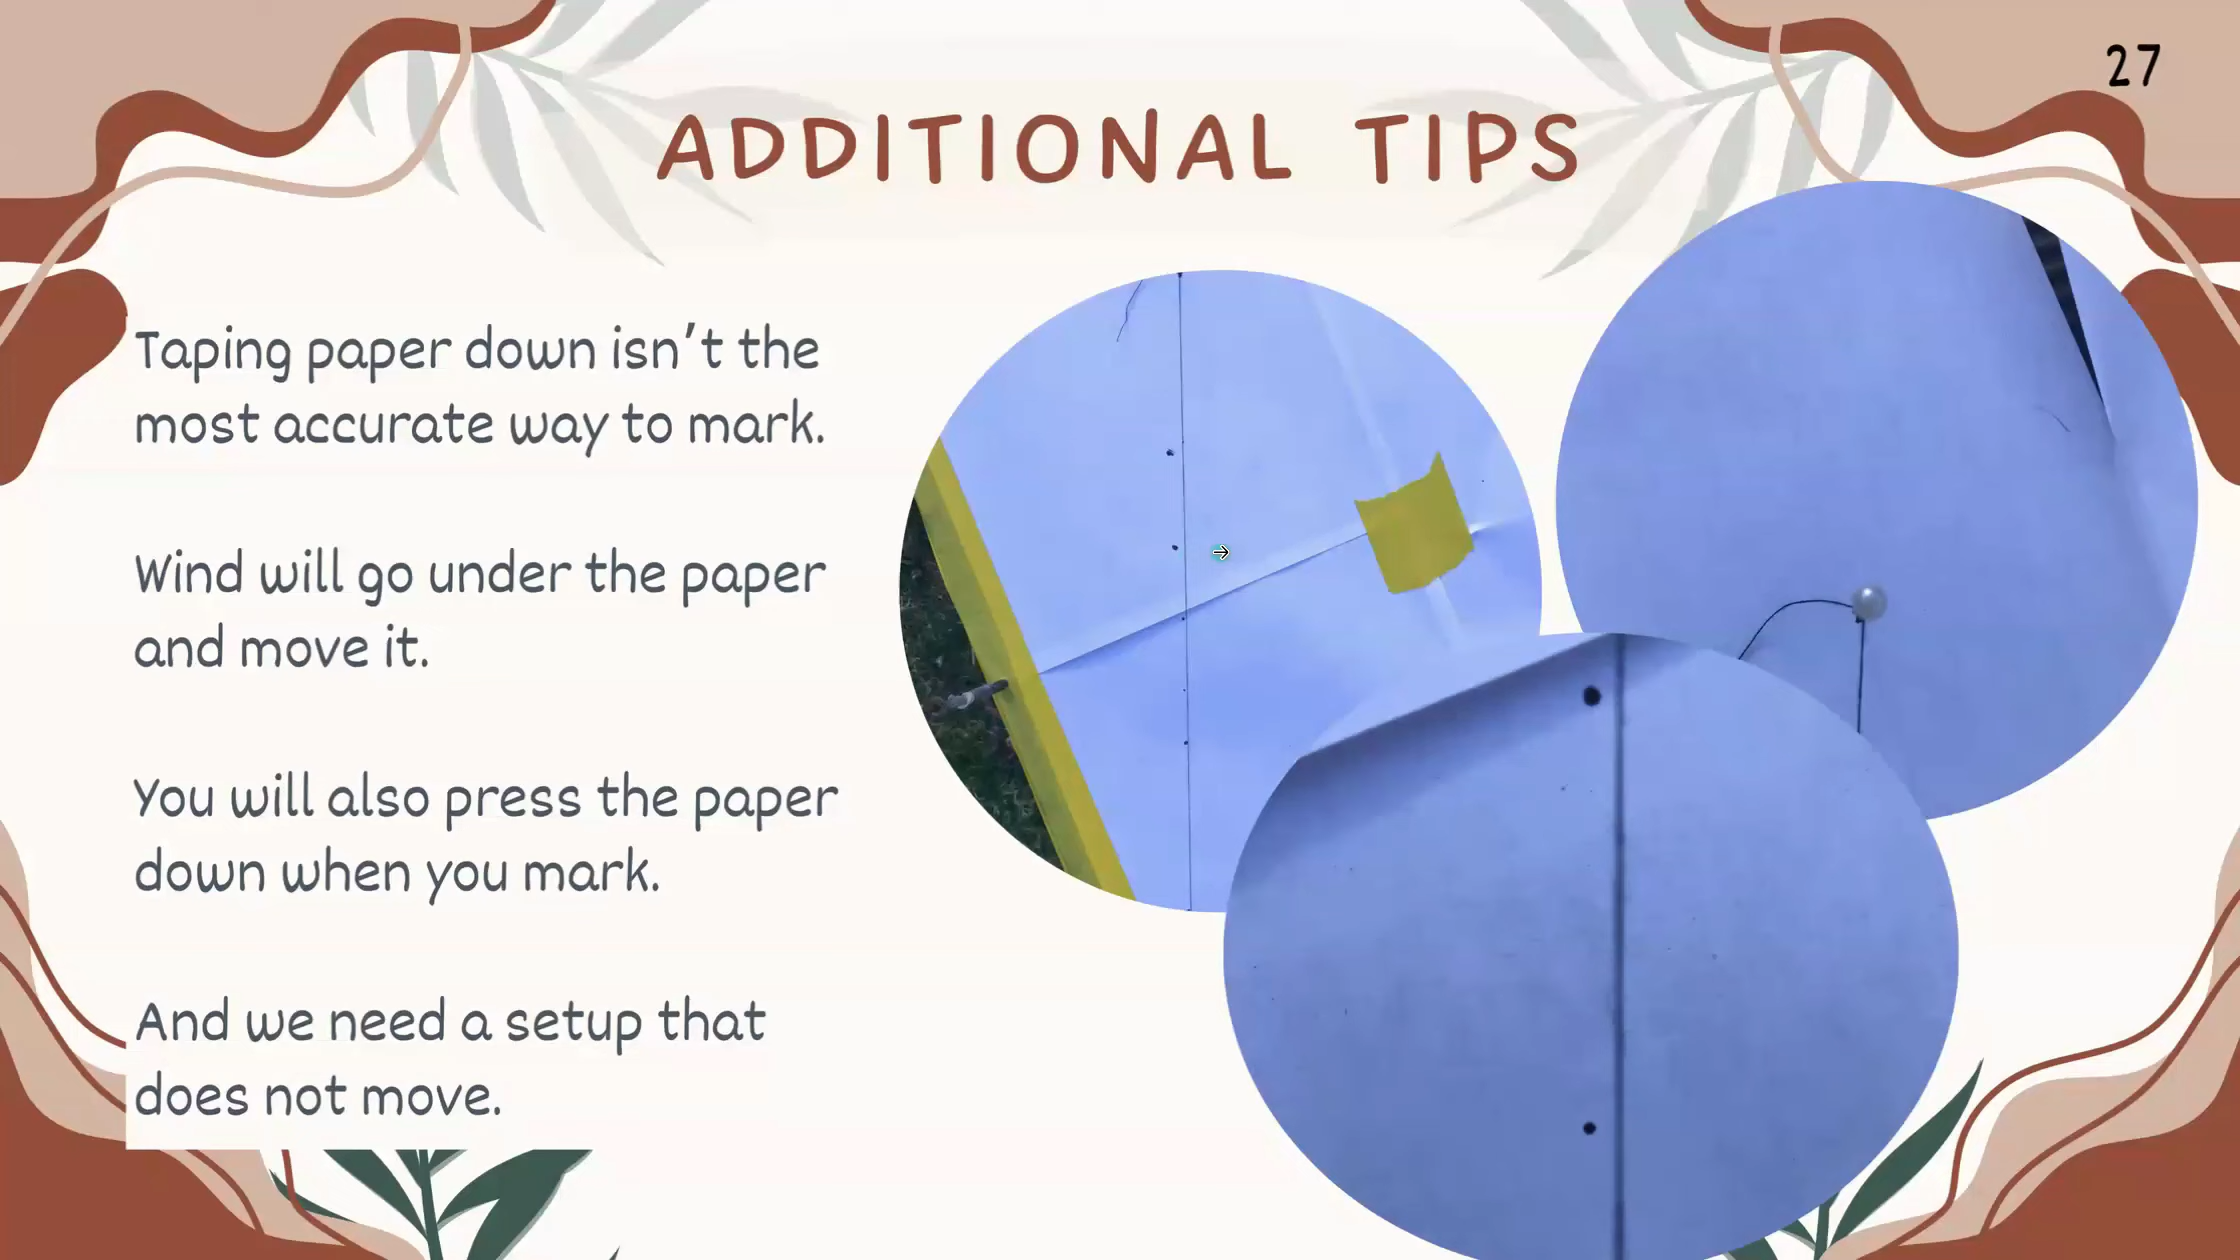 27
ADDITIONAL TIPS
Taping paper down isn't the
most accurate way to mark.
Wind will go under the paper
and move it.
You will also press the paper
down when you mark.
And we need a setup that
does not move.